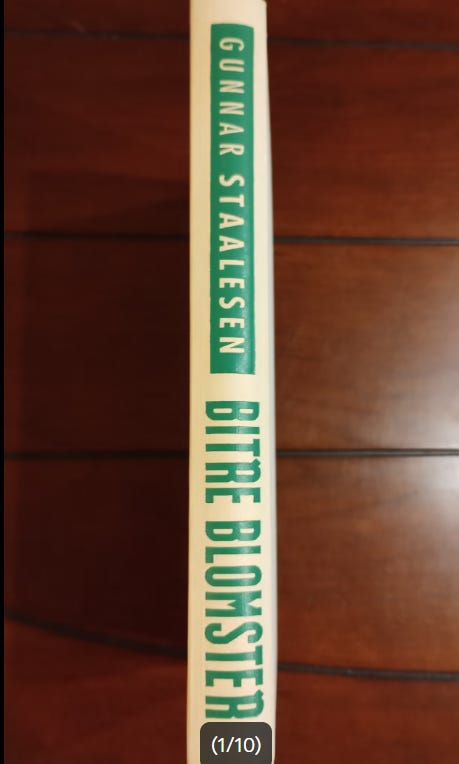 GUNNAR STAALESEN
BITRE BLOMSTER
(1/10)